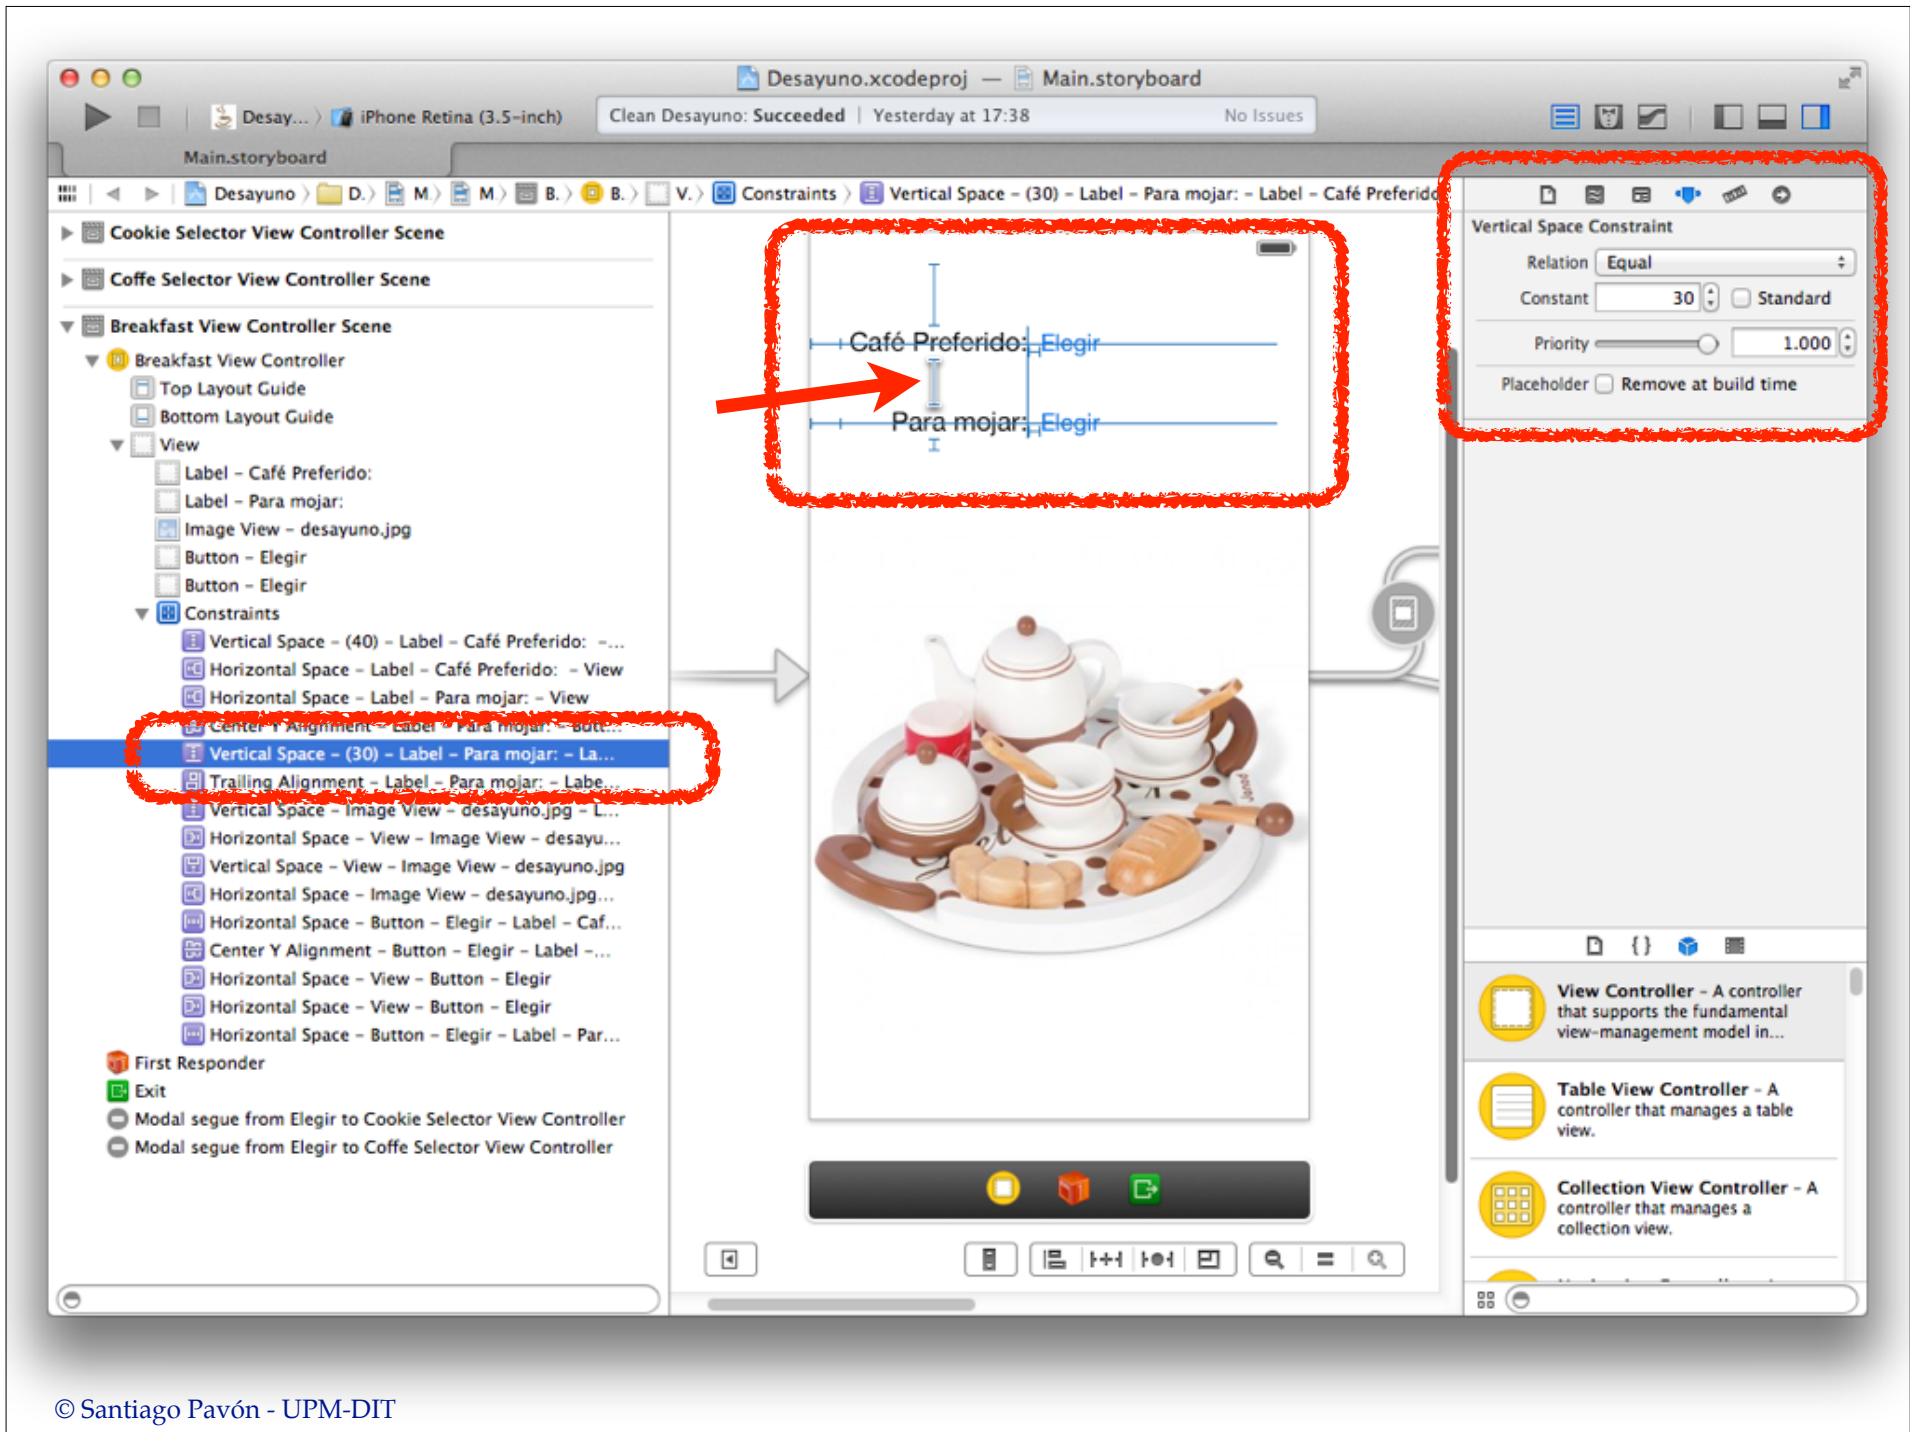 Desayuno.xcodeproj — Main.storyboard
Desay... 〉 iPhone Retina (3.5-inch)
Clean Desayuno: Succeeded | Yesterday at 17:38
No Issues
Main.storyboard
Desayuno 〉 D. 〉 M. 〉 M. 〉 B. 〉 B. 〉 V. 〉 Constraints 〉 Vertical Space - (30) - Label - Para mojar: - Label - Café Preferido
Cookie Selector View Controller Scene
Coffe Selector View Controller Scene
Breakfast View Controller Scene
Breakfast View Controller
Top Layout Guide
Bottom Layout Guide
View
Label - Café Preferido:
Label - Para mojar:
Image View - desayuno.jpg
Button - Elegir
Button - Elegir
Constraints
Vertical Space - (40) - Label - Café Preferido: -...
Horizontal Space - Label - Café Preferido: - View
Horizontal Space - Label - Para mojar: - View
Center Y Alignment - Label - Para mojar: - Butt...
Vertical Space - (30) - Label - Para mojar: - La...
Trailing Alignment - Label - Para mojar: - Labe...
Vertical Space - Image View - desayuno.jpg - L...
Horizontal Space - View - Image View - desayu...
Vertical Space - View - Image View - desayuno.jpg
Horizontal Space - Image View - desayuno.jpg...
Horizontal Space - Button - Elegir - Label - Caf...
Center Y Alignment - Button - Elegir - Label -...
Horizontal Space - View - Button - Elegir
Horizontal Space - View - Button - Elegir
Horizontal Space - Button - Elegir - Label - Par...
First Responder
Exit
Modal segue from Elegir to Cookie Selector View Controller
Modal segue from Elegir to Coffe Selector View Controller
Café Preferido: Elegir
Para mojar: Elegir
Vertical Space Constraint
Relation Equal
Constant 30 Standard
Priority 1.000
Placeholder Remove at build time
{ }
View Controller - A controller
that supports the fundamental
view-management model in...
Table View Controller - A
controller that manages a table
view.
Collection View Controller - A
controller that manages a
collection view.
© Santiago Pavón - UPM-DIT